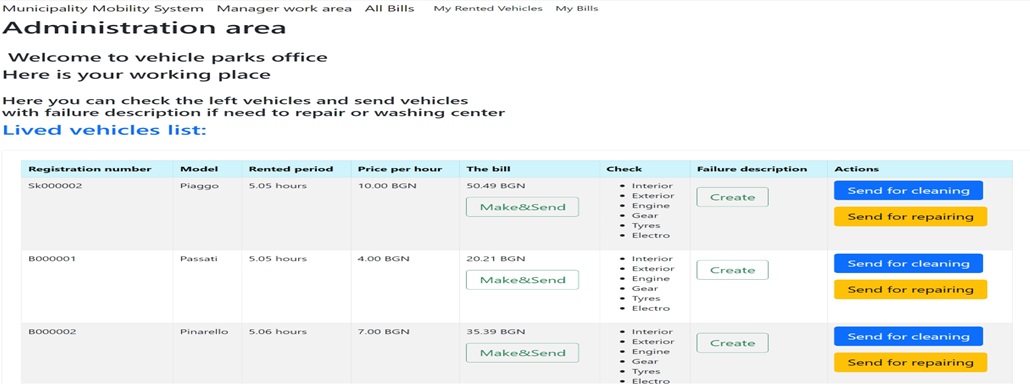 Municipality Mobility System Manager work area All Bills My Rented Vehicles My Bills
Administration area
Welcome to vehicle parks office
Here is your working place
Here you can check the left vehicles and send vehicles
with failure description if need to repair or washing center
Lived vehicles list:
Registration number Model Rented period Price per hour The bill Check Failure description Actions
Sk000002 Piaggo 5.05 hours 10.00 BGN 50.49 BGN
Make&Send
Interior
Exterior
Engine
Gear
Tyres
Electro
Create
Send for cleaning
Send for repairing
B000001 Passati 5.05 hours 4.00 BGN 20.21 BGN
Make&Send
Interior
Exterior
Engine
Gear
Tyres
Electro
Create
Send for cleaning
Send for repairing
B000002 Pinarello 5.06 hours 7.00 BGN 35.39 BGN
Make&Send
Interior
Exterior
Engine
Gear
Tyres
Electro
Create
Send for cleaning
Send for repairing